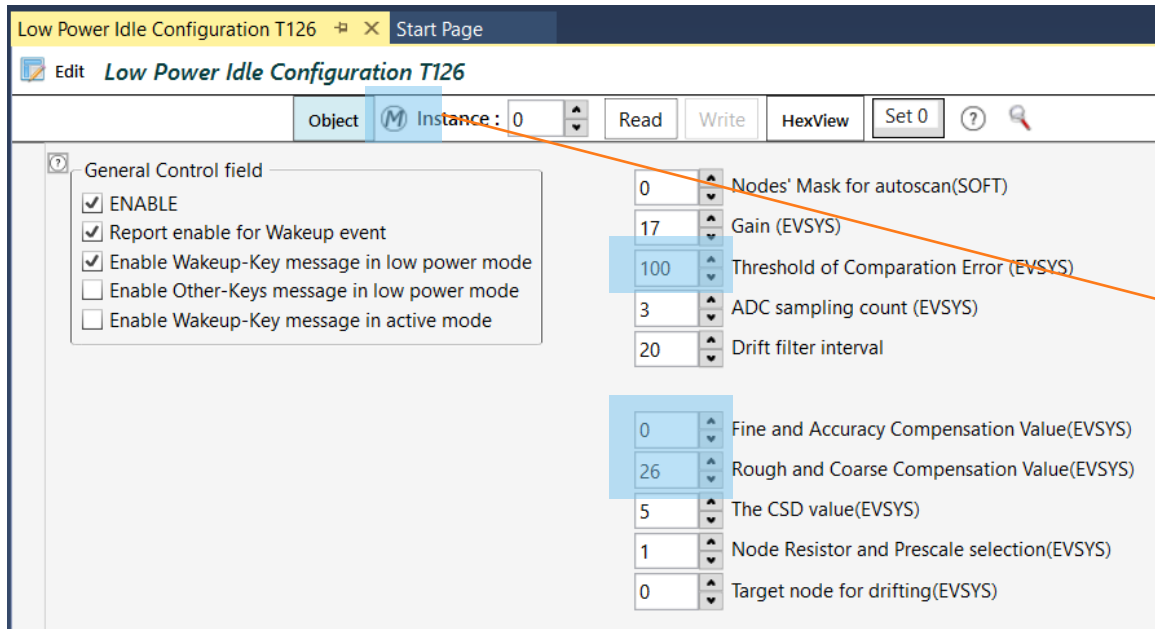 Low Power Idle Configuration T126 Start Page
Edit Low Power Idle Configuration T126
Object M Instance : 0 Read Write HexView Set 0 ?
?
General Control field
ENABLE
Report enable for Wakeup event
Enable Wakeup-Key message in low power mode
Enable Other-Keys message in low power mode
Enable Wakeup-Key message in active mode
0 Nodes' Mask for autoscan(SOFT)
17 Gain (EVSYS)
100 Threshold of Comparation Error (EVSYS)
3 ADC sampling count (EVSYS)
20 Drift filter interval
0 Fine and Accuracy Compensation Value(EVSYS)
26 Rough and Coarse Compensation Value(EVSYS)
5 The CSD value(EVSYS)
1 Node Resistor and Prescale selection(EVSYS)
0 Target node for drifting(EVSYS)